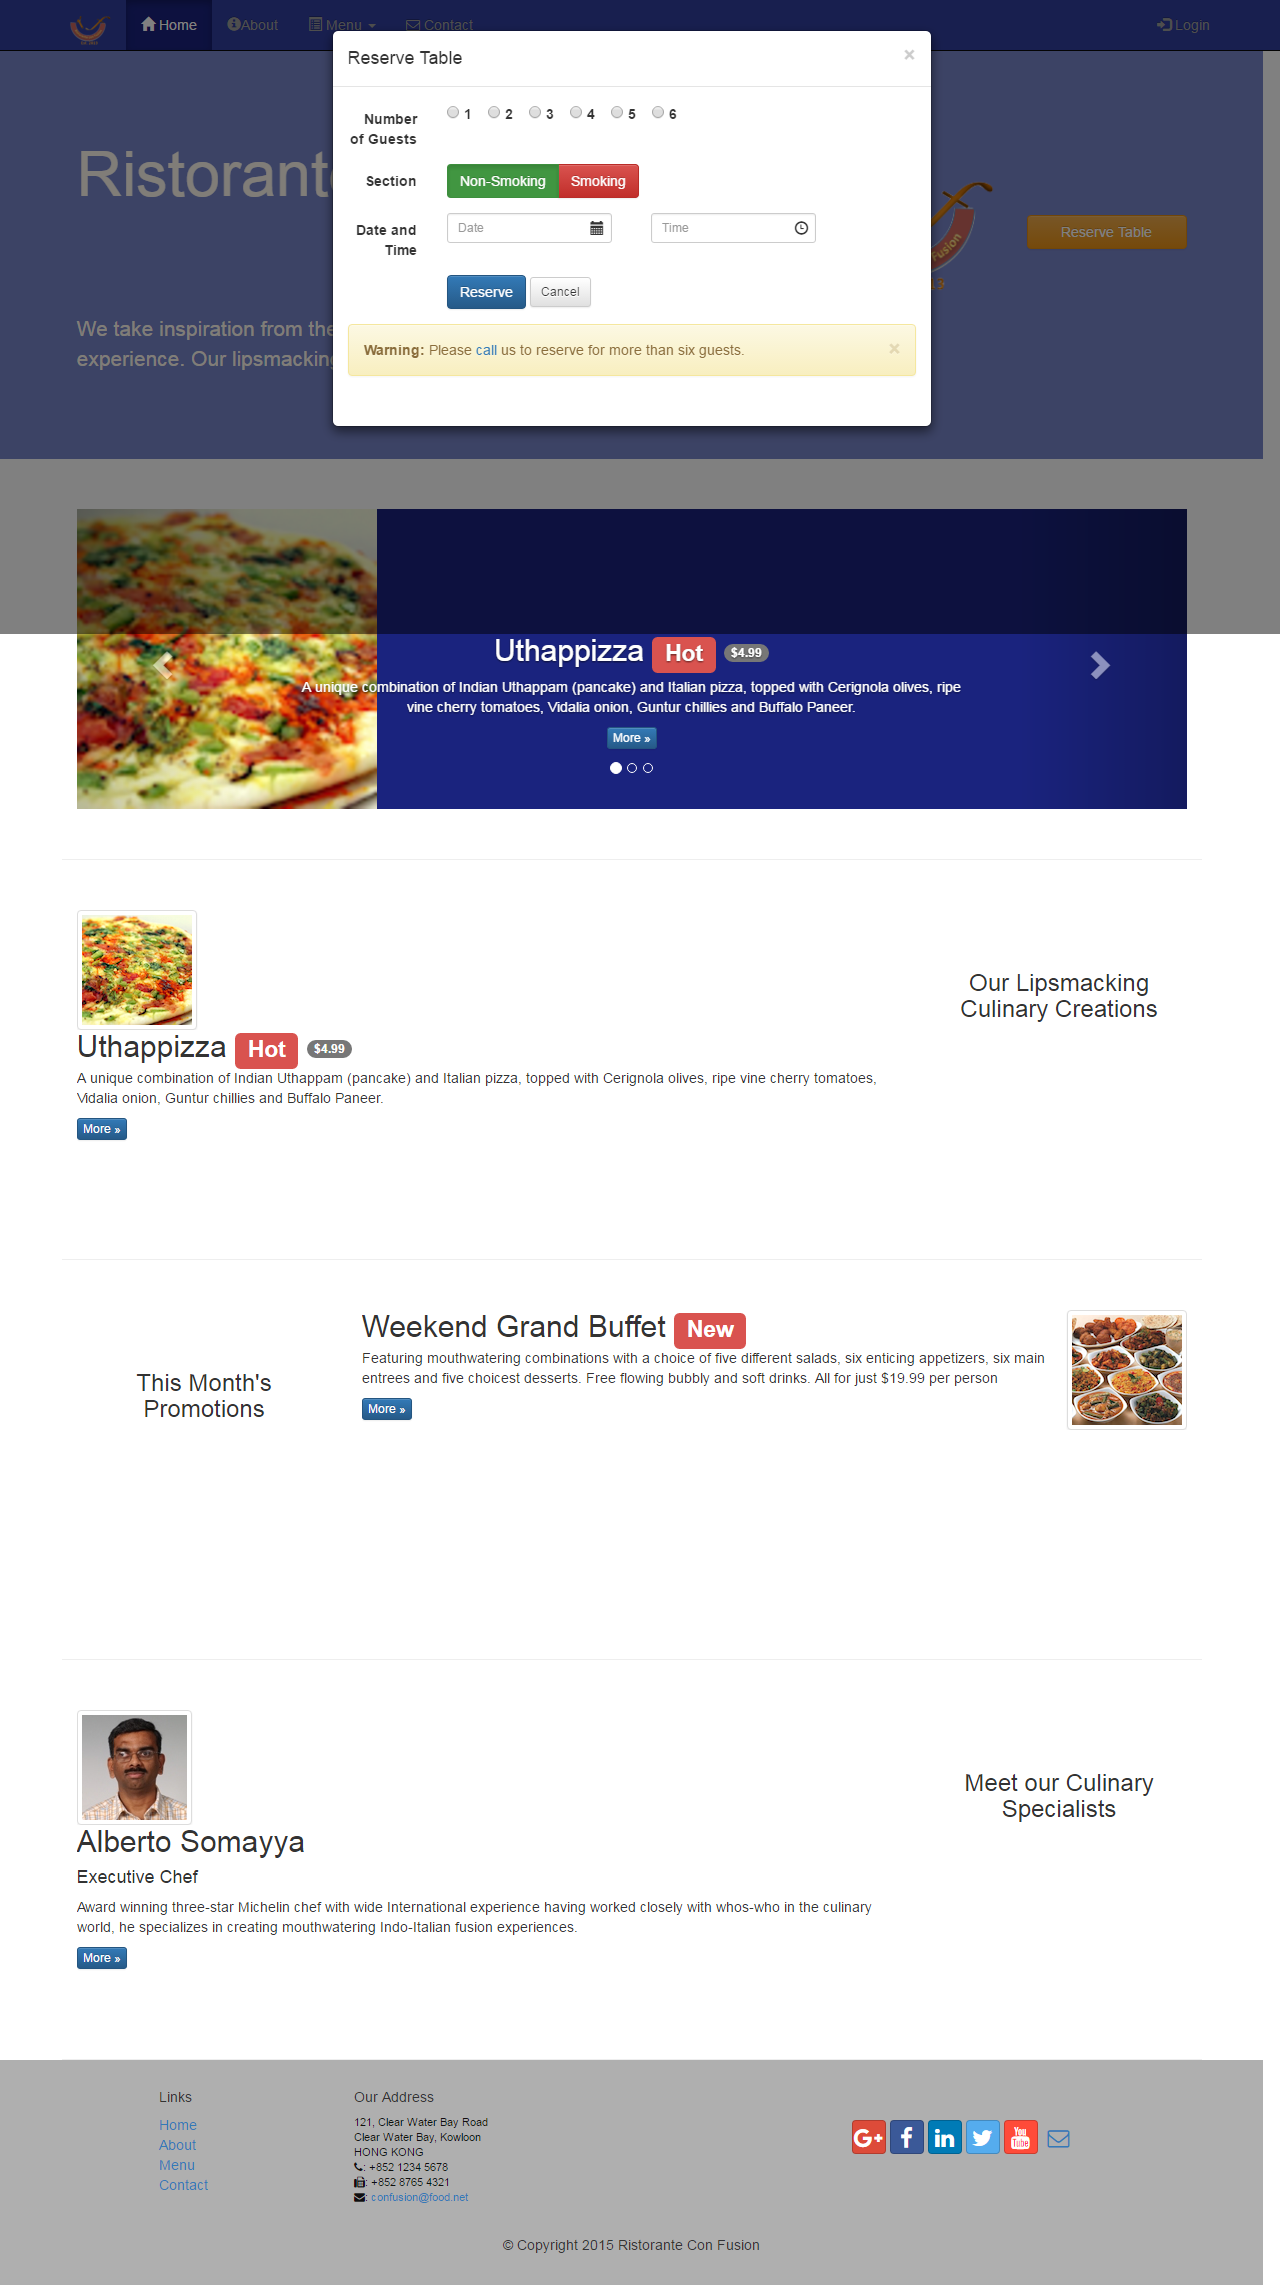 Home
About
Menu
Contact
Login
Reserve Table
×
Number of Guests
1 2 3 4 5 6
Section
Non-Smoking Smoking
Date and Time
Date
Time
Reserve Cancel
Warning: Please call us to reserve for more than six guests. ×
Ristorante
We take inspiration from the
experience. Our lipsmacking
Fusion
Reserve Table
Uthappizza Hot $4.99
A unique combination of Indian Uthappam (pancake) and Italian pizza, topped with Cerignola olives, ripe
vine cherry tomatoes, Vidalia onion, Guntur chillies and Buffalo Paneer.
More »
Our Lipsmacking
Culinary Creations
Uthappizza Hot $4.99
A unique combination of Indian Uthappam (pancake) and Italian pizza, topped with Cerignola olives, ripe vine cherry tomatoes,
Vidalia onion, Guntur chillies and Buffalo Paneer.
More »
This Month's
Promotions
Weekend Grand Buffet New
Featuring mouthwatering combinations with a choice of five different salads, six enticing appetizers, six main
entrees and five choicest desserts. Free flowing bubbly and soft drinks. All for just $19.99 per person
More »
Meet our Culinary
Specialists
Alberto Somayya
Executive Chef
Award winning three-star Michelin chef with wide International experience having worked closely with whos-who in the culinary
world, he specializes in creating mouthwatering Indo-Italian fusion experiences.
More »
Links
Home
About
Menu
Contact
Our Address
121, Clear Water Bay Road
Clear Water Bay, Kowloon
HONG KONG
: +852 1234 5678
: +852 8765 4321
: confusion@food.net
G+ f in You Tube
© Copyright 2015 Ristorante Con Fusion